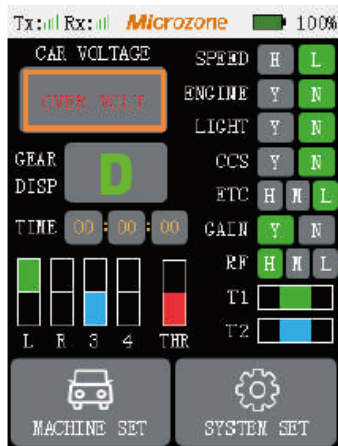 Tx: Rx: Microzone 100%
CAR VOLTAGE
OVER VOLT
GEAR DISP
D
TIME 00 : 00 : 00
L R 3 4 THR
SPEED H L
ENGINE Y N
LIGHT Y N
CCS Y N
ETC H M L
GAIN Y N
RF H M L
T1
T2
MACHINE SET
SYSTEM SET